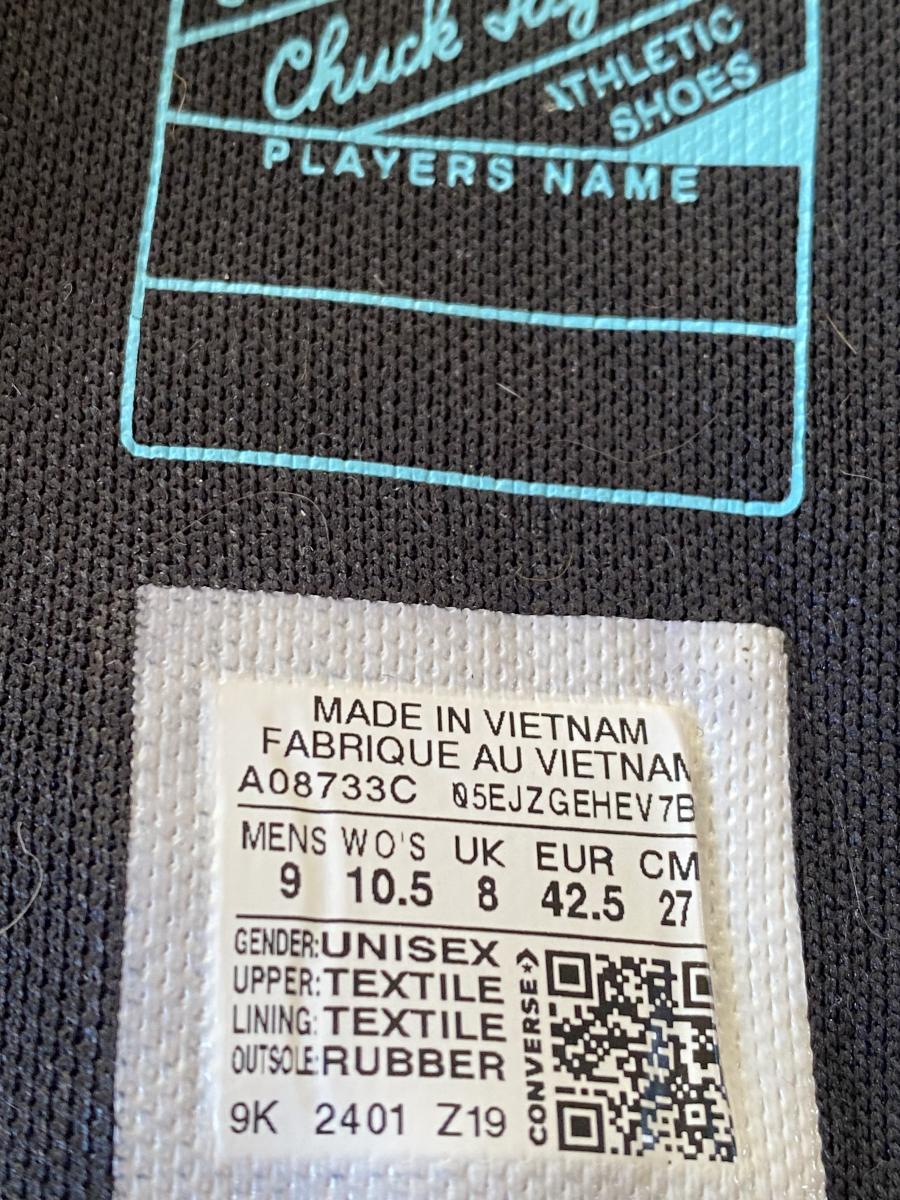 Chuck
ATHLETIC
SHOES
PLAYERS NAME
MADE IN VIETNAM
FABRIQUE AU VIETNAM
A08733C Q5EJZGEHEV7B
MENS WO'S UK EUR CM
9 10.5 8 42.5 27
GENDER: UNISEX
UPPER: TEXTILE
LINING: TEXTILE
OUTSOLE: RUBBER
CONVERSE
9K 2401 Z19